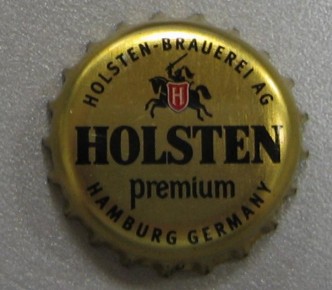 HOLSTEN-BRAUEREI AG
H
HOLSTEN
premium
HAMBURG GERMANY